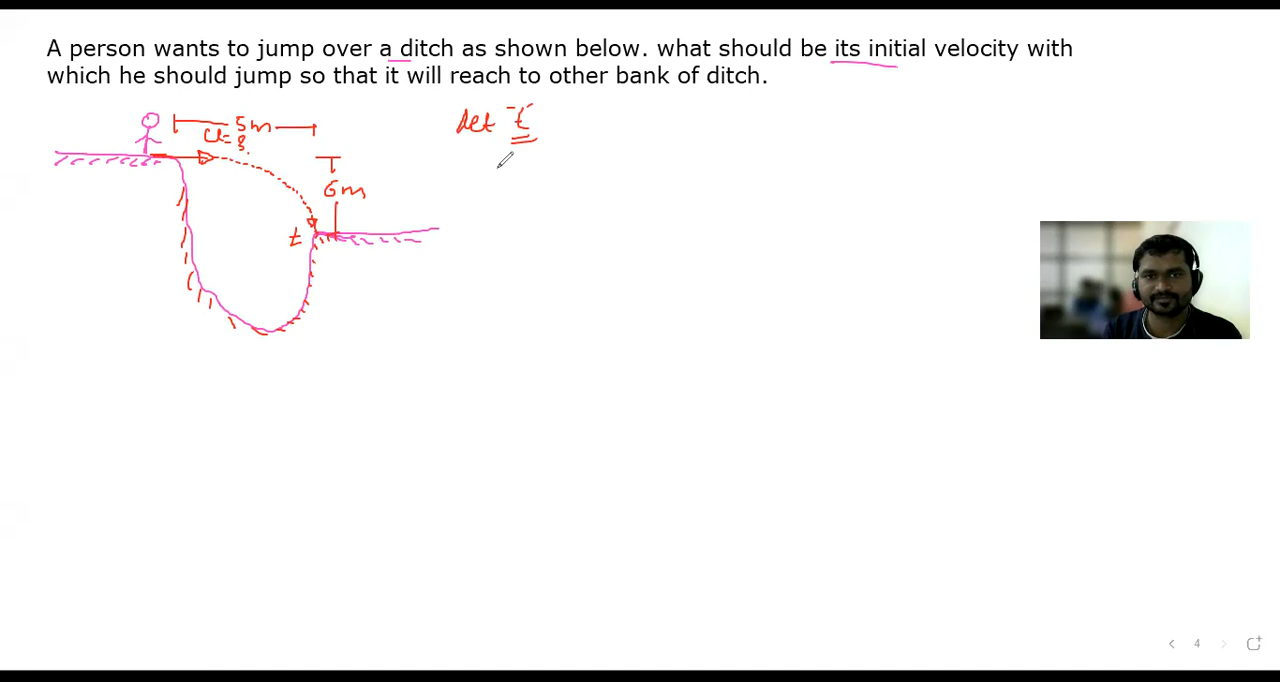 A person wants to jump over a ditch as shown below. what should be its initial velocity with
which he should jump so that it will reach to other bank of ditch.
5m
u=?
6m
t
Let "t"
4